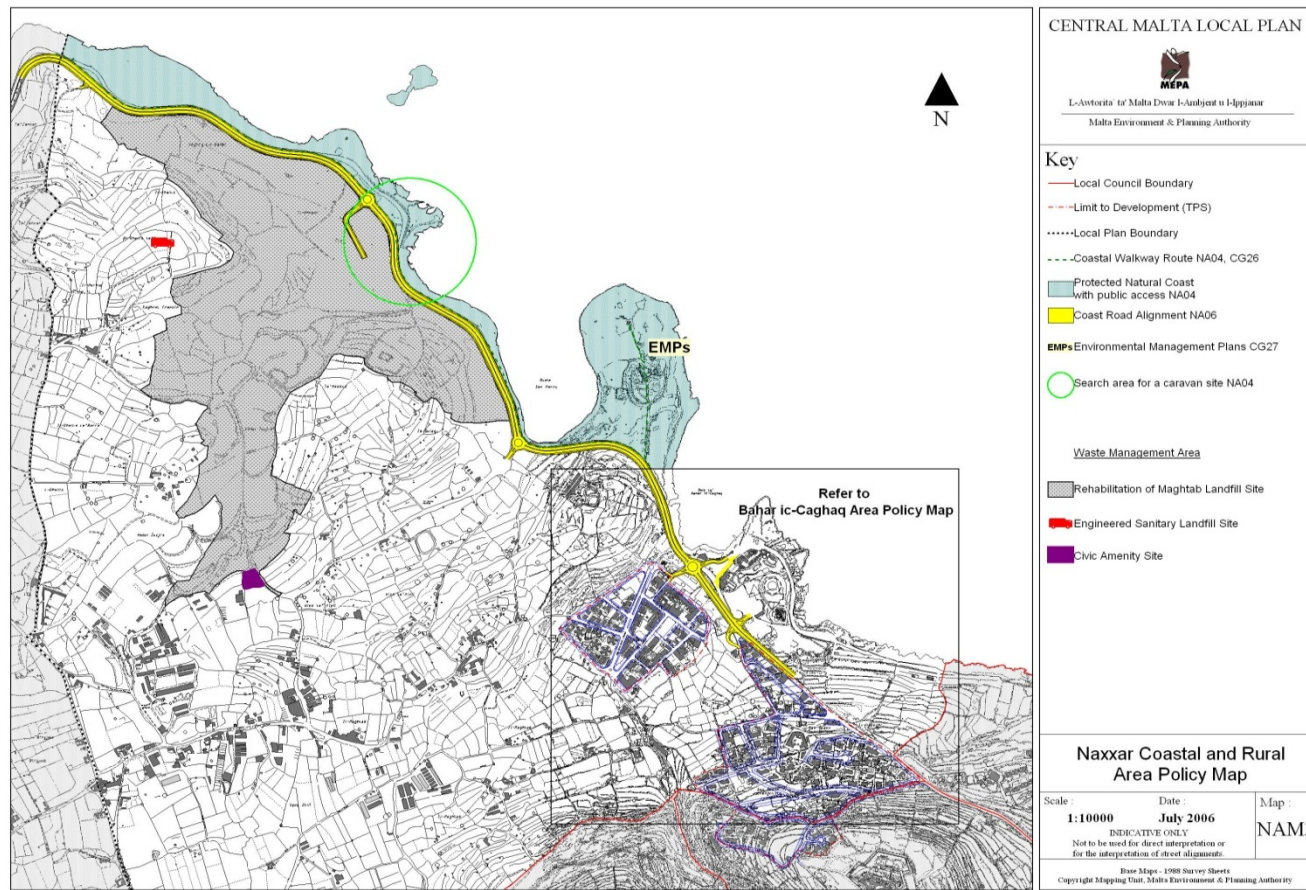 EMPs
Refer to
Bahar ic-Caghaq Area Policy Map
N
CENTRAL MALTA LOCAL PLAN
MEPA
L-Awtorita` ta' Malta Dwar l-Ambjent u l-Ippjanar
Malta Environment & Planning Authority
Key
Local Council Boundary
Limit to Development (TPS)
Local Plan Boundary
Coastal Walkway Route NA04, CG26
Protected Natural Coast
with public access NA04
Coast Road Alignment NA06
EMPs Environmental Management Plans CG27
Search area for a caravan site NA04
Waste Management Area
Rehabilitation of Maghtab Landfill Site
Engineered Sanitary Landfill Site
Civic Amenity Site
Naxxar Coastal and Rural
Area Policy Map
Scale : Date : Map :
1:10000 July 2006
INDICATIVE ONLY
Not to be used for direct interpretation or
for the interpretation of street alignments.
Base Maps - 1988 Survey Sheets
Copyright Mapping Unit, Malta Environment & Planning Authority